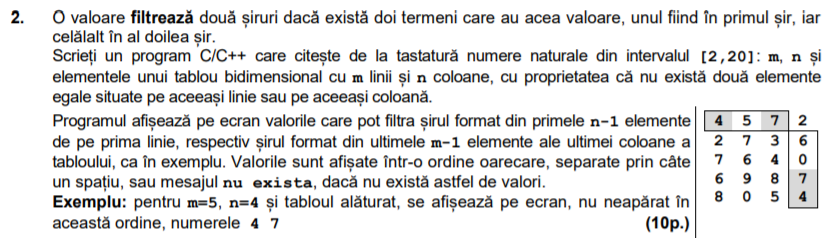 2. O valoare filtrează două șiruri dacă există doi termeni care au acea valoare, unul fiind în primul șir, iar
celălalt în al doilea șir.
Scrieți un program C/C++ care citește de la tastatură numere naturale din intervalul [2,20]: m, n și
elementele unui tablou bidimensional cu m linii și n coloane, cu proprietatea că nu există două elemente
egale situate pe aceeași linie sau pe aceeași coloană.
Programul afișează pe ecran valorile care pot filtra șirul format din primele n-1 elemente
de pe prima linie, respectiv șirul format din ultimele m-1 elemente ale ultimei coloane a
tabloului, ca în exemplu. Valorile sunt afișate într-o ordine oarecare, separate prin câte
un spațiu, sau mesajul nu exista, dacă nu există astfel de valori.
Exemplu: pentru m=5, n=4 și tabloul alăturat, se afișează pe ecran, nu neapărat în
această ordine, numerele 4 7 (10p.)
4 5 7 2
2 7 3 6
7 6 4 0
6 9 8 7
8 0 5 4